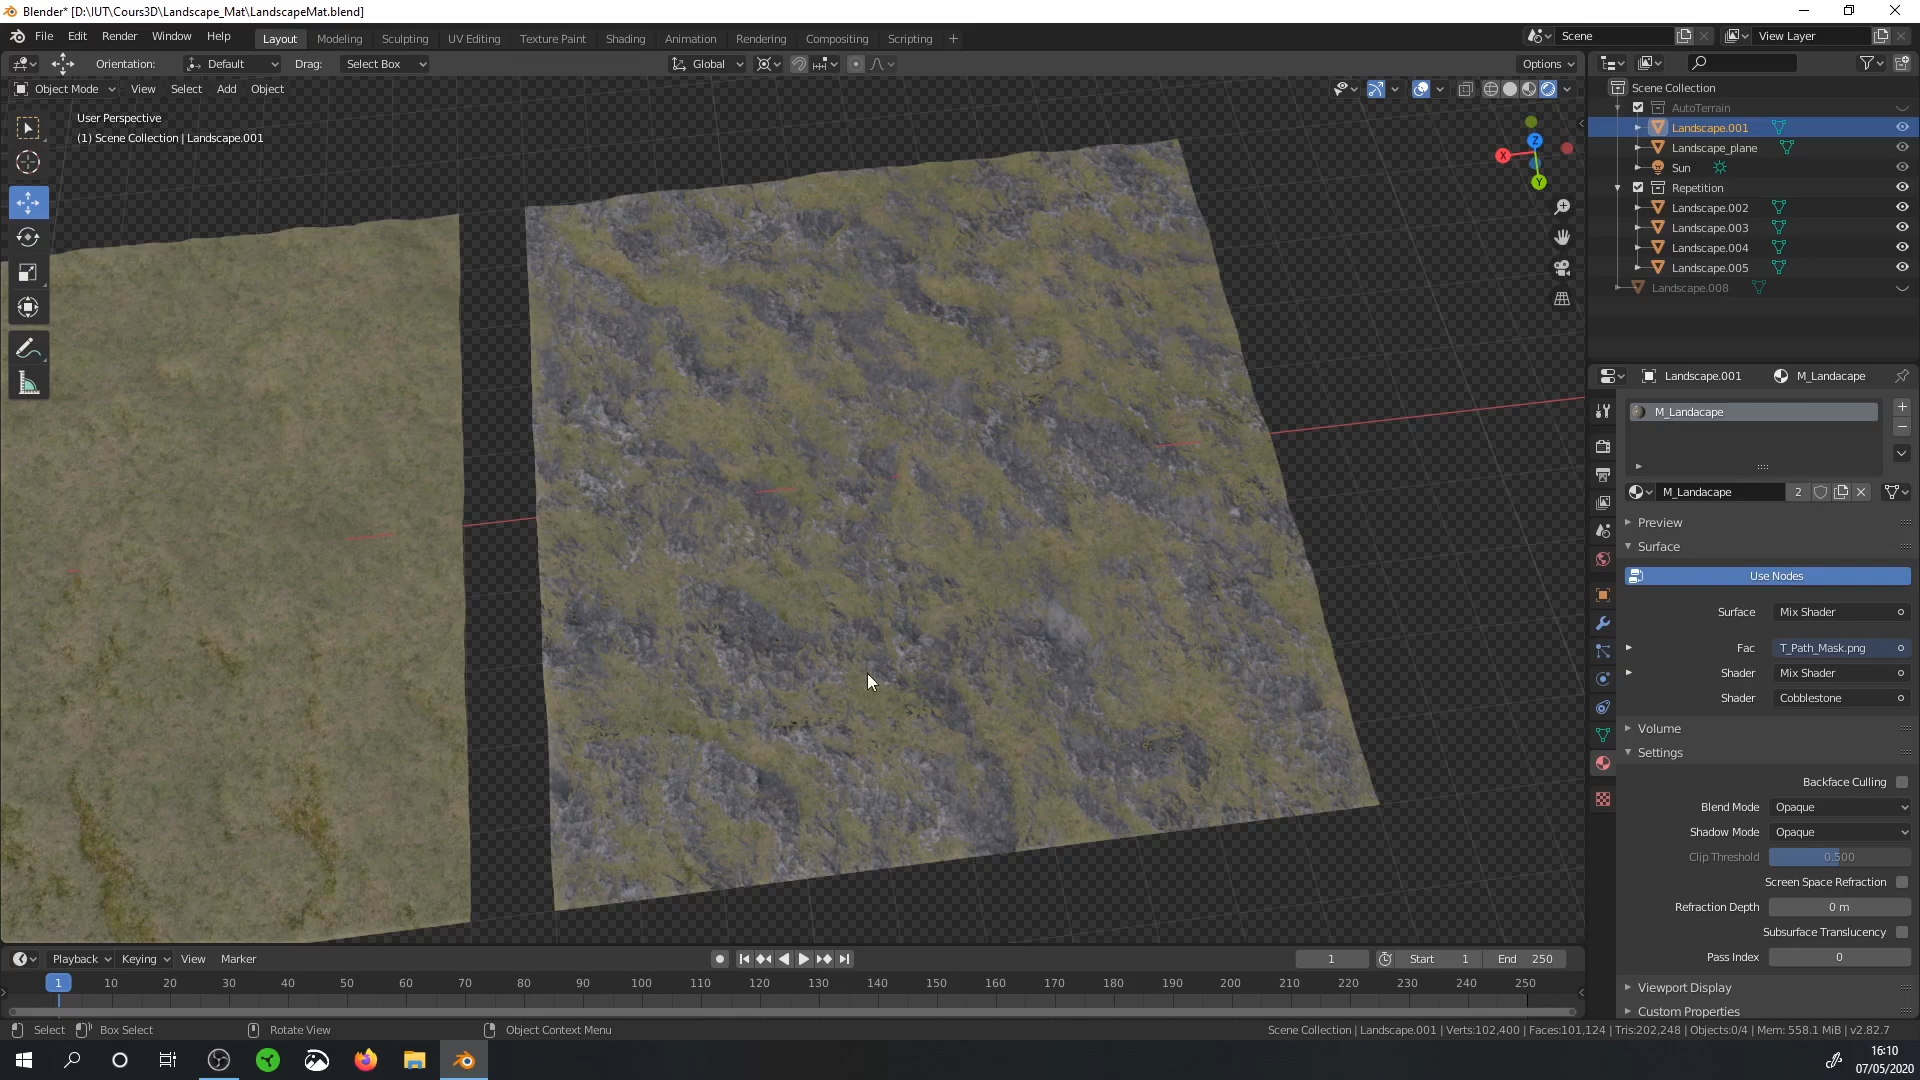 Blender* [D:\IUT\Cours3D\Landscape_Mat\LandscapeMat.blend]
File Edit Render Window Help Layout Modeling Sculpting UV Editing Texture Paint Shading Animation Rendering Compositing Scripting Scene View Layer
Orientation: Default Drag: Select Box Global Options
Object Mode View Select Add Object
User Perspective
(1) Scene Collection | Landscape.001
X
Z
Y
Scene Collection
AutoTerrain
Landscape.001
Landscape_plane
Sun
Repetition
Landscape.002
Landscape.003
Landscape.004
Landscape.005
Landscape.008
Landscape.001 M_Landacape
M_Landacape
M_Landacape 2
Preview
Surface
Use Nodes
Surface Mix Shader
Fac T_Path_Mask.png
Shader Mix Shader
Shader Cobblestone
Volume
Settings
Backface Culling
Blend Mode Opaque
Shadow Mode Opaque
Clip Threshold 0.500
Screen Space Refraction
Refraction Depth 0 m
Subsurface Translucency
Pass Index 0
Viewport Display
Custom Properties
Playback Keying View Marker 1 Start 1 End 250
1 10 20 30 40 50 60 70 80 90 100 110 120 130 140 150 160 170 180 190 200 210 220 230 240 250
Select Box Select Rotate View Object Context Menu Scene Collection | Landscape.001 | Verts:102,400 | Faces:101,124 | Tris:202,248 | Objects:0/4 | Mem: 558.1 MiB | v2.82.7
16:10
07/05/2020